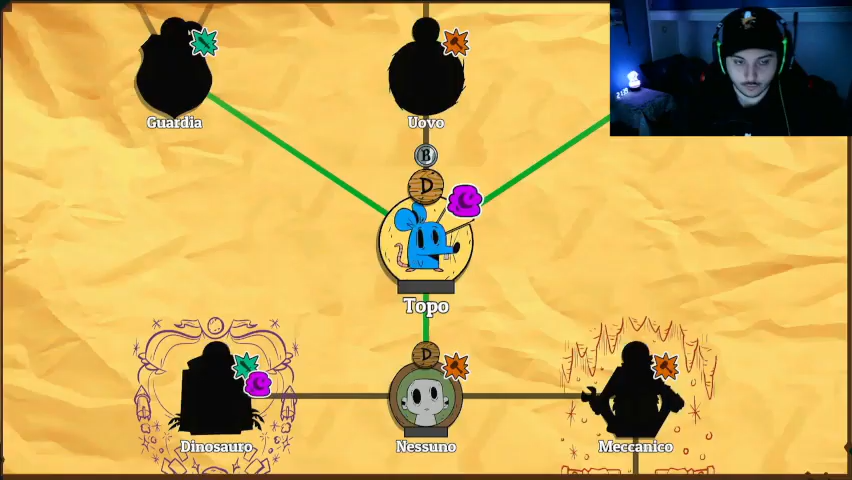 Guardia
Uovo
B
D
Topo
D
Dinosauro
Nessuno
Meccanico